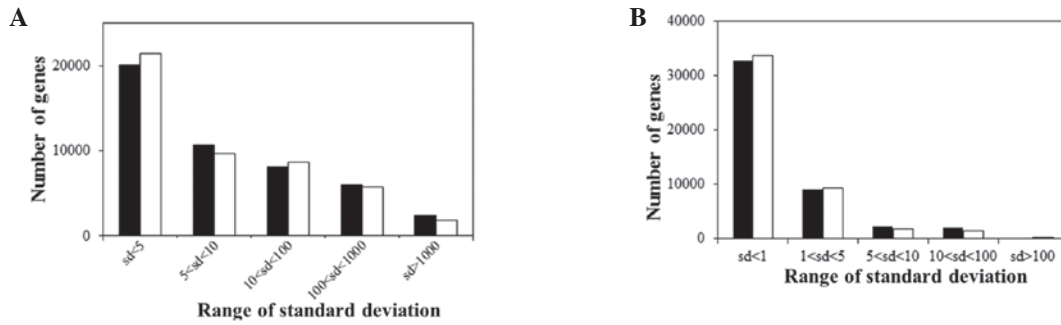 A
Number of genes
20000
10000
0
sd<5
5<sd<10
10<sd<100
100<sd<1000
sd>1000
Range of standard deviation
B
Number of genes
40000
30000
20000
10000
0
sd<1
1<sd<5
5<sd<10
10<sd<100
sd>100
Range of standard deviation